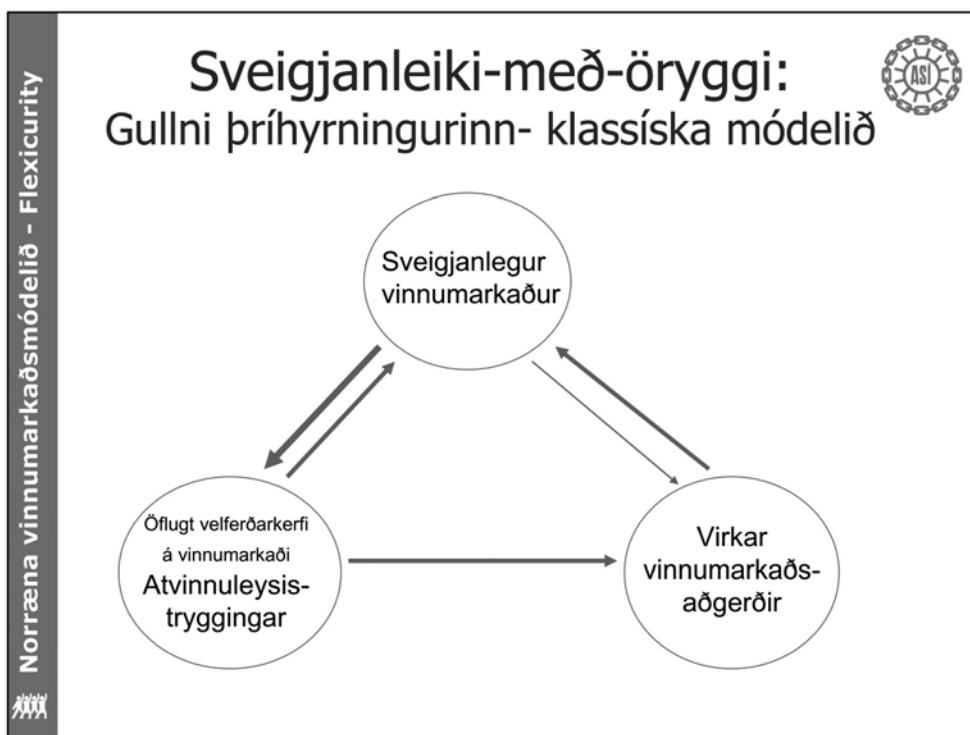 Sveigjanleiki-með-öryggi:
Gullni þríhyrningurinn- klassíska módelið
ASÍ
Norræna vinnumarkaðsmódelið - Flexicurity
Sveigjanlegur
vinnumarkaður
Öflugt velferðarkerfi
á vinnumarkaði
Atvinnuleysis-
tryggingar
Virkar
vinnumarkaðs-
aðgerðir